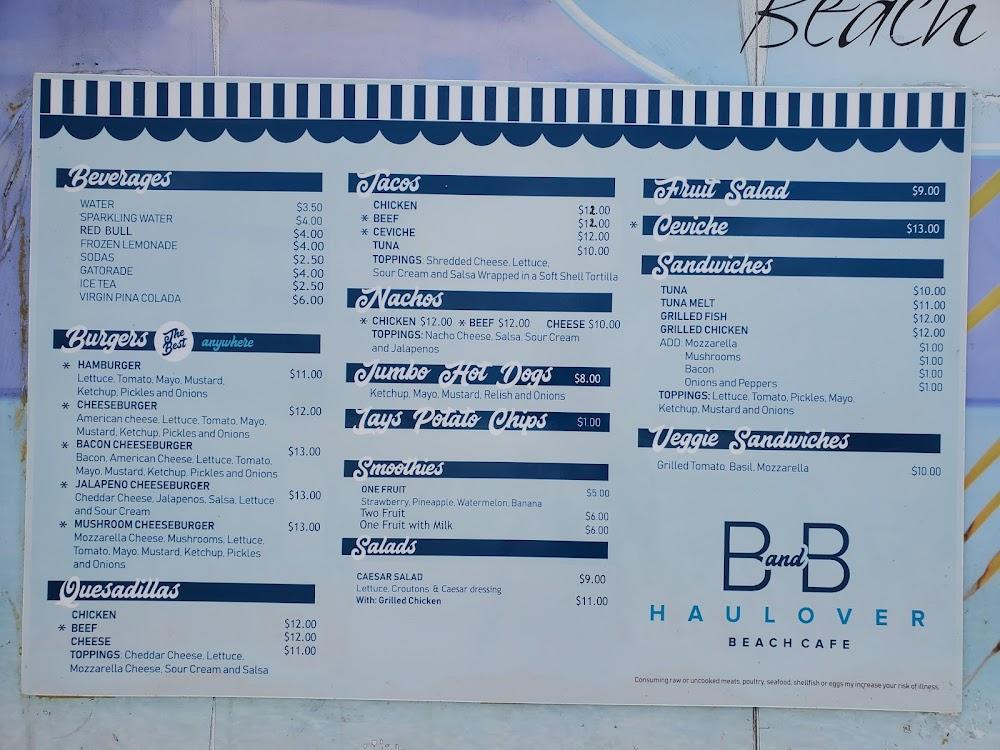 Beach
Beverages
WATER $3.50
SPARKLING WATER $4.00
RED BULL $4.00
FROZEN LEMONADE $4.00
SODAS $2.50
GATORADE $4.00
ICE TEA $2.50
VIRGIN PINA COLADA $6.00
Burgers The Best anywhere
* HAMBURGER
Lettuce, Tomato, Mayo, Mustard, $11.00
Ketchup, Pickles and Onions
* CHEESEBURGER
American cheese, Lettuce, Tomato, Mayo, $12.00
Mustard, Ketchup, Pickles and Onions
* BACON CHEESEBURGER
Bacon, American Cheese, Lettuce, Tomato, $13.00
Mayo, Mustard, Ketchup, Pickles and Onions
* JALAPENO CHEESEBURGER
Cheddar Cheese, Jalapenos, Salsa, Lettuce $13.00
and Sour Cream
* MUSHROOM CHEESEBURGER $13.00
Mozzarella Cheese, Mushrooms, Lettuce,
Tomato, Mayo, Mustard, Ketchup, Pickles
and Onions
Quesadillas
CHICKEN $12.00
* BEEF $12.00
CHEESE $11.00
TOPPINGS: Cheddar Cheese, Lettuce,
Mozzarella Cheese, Sour Cream and Salsa
Tacos
CHICKEN $12.00
* BEEF $12.00
* CEVICHE $12.00
TUNA $10.00
TOPPINGS: Shredded Cheese, Lettuce,
Sour Cream and Salsa Wrapped in a Soft Shell Tortilla
Nachos
* CHICKEN $12.00 * BEEF $12.00 CHEESE $10.00
TOPPINGS: Nacho Cheese, Salsa, Sour Cream
and Jalapenos
Jumbo Hot Dogs $8.00
Ketchup, Mayo, Mustard, Relish and Onions
Lays Potato Chips $1.00
Smoothies
ONE FRUIT $5.00
Strawberry, Pineapple, Watermelon, Banana
Two Fruit $6.00
One Fruit with Milk $6.00
Salads
CAESAR SALAD $9.00
Lettuce, Croutons & Caesar dressing
With: Grilled Chicken $11.00
Fruit Salad $9.00
* Ceviche $13.00
Sandwiches
TUNA $10.00
TUNA MELT $11.00
GRILLED FISH $12.00
GRILLED CHICKEN $12.00
ADD: Mozzarella $1.00
Mushrooms $1.00
Bacon $1.00
Onions and Peppers $1.00
TOPPINGS: Lettuce, Tomato, Pickles, Mayo,
Ketchup, Mustard and Onions
Veggie Sandwiches
Grilled Tomato, Basil, Mozzarella $10.00
B and B
HAULOVER
BEACH CAFE
Consuming raw or uncooked meats, poultry, seafood, shellfish or eggs my increase your risk of illness.